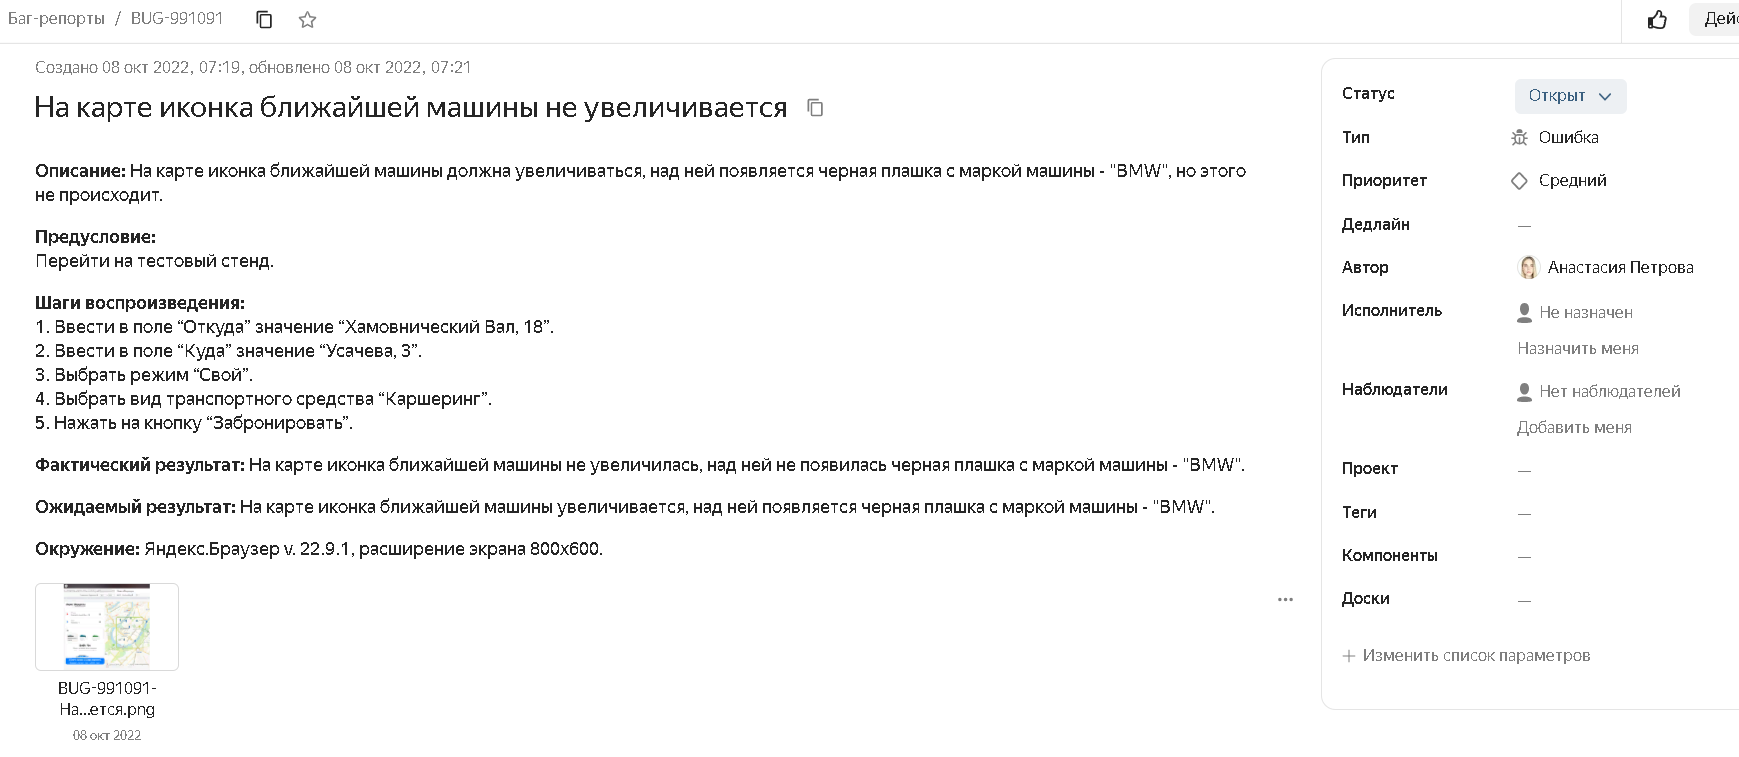 Баг-репорты / BUG-991091
Создано 08 окт 2022, 07:19, обновлено 08 окт 2022, 07:21
На карте иконка ближайшей машины не увеличивается
Описание: На карте иконка ближайшей машины должна увеличиваться, над ней появляется черная плашка с маркой машины - "BMW", но этого
не происходит.
Предусловие:
Перейти на тестовый стенд.
Шаги воспроизведения:
1. Ввести в поле “Откуда” значение “Хамовнический Вал, 18”.
2. Ввести в поле “Куда” значение “Усачева, 3”.
3. Выбрать режим “Свой”.
4. Выбрать вид транспортного средства “Каршеринг”.
5. Нажать на кнопку “Забронировать”.
Фактический результат: На карте иконка ближайшей машины не увеличилась, над ней не появилась черная плашка с маркой машины - "BMW".
Ожидаемый результат: На карте иконка ближайшей машины увеличивается, над ней появляется черная плашка с маркой машины - "BMW".
Окружение: Яндекс.Браузер v. 22.9.1, расширение экрана 800x600.
BUG-991091-
На...ется.png
08 окт 2022
Дей
Статус Открыт
Тип Ошибка
Приоритет Средний
Дедлайн —
Автор Анастасия Петрова
Исполнитель Не назначен
Назначить меня
Наблюдатели Нет наблюдателей
Добавить меня
Проект —
Теги —
Компоненты —
Доски —
+ Изменить список параметров